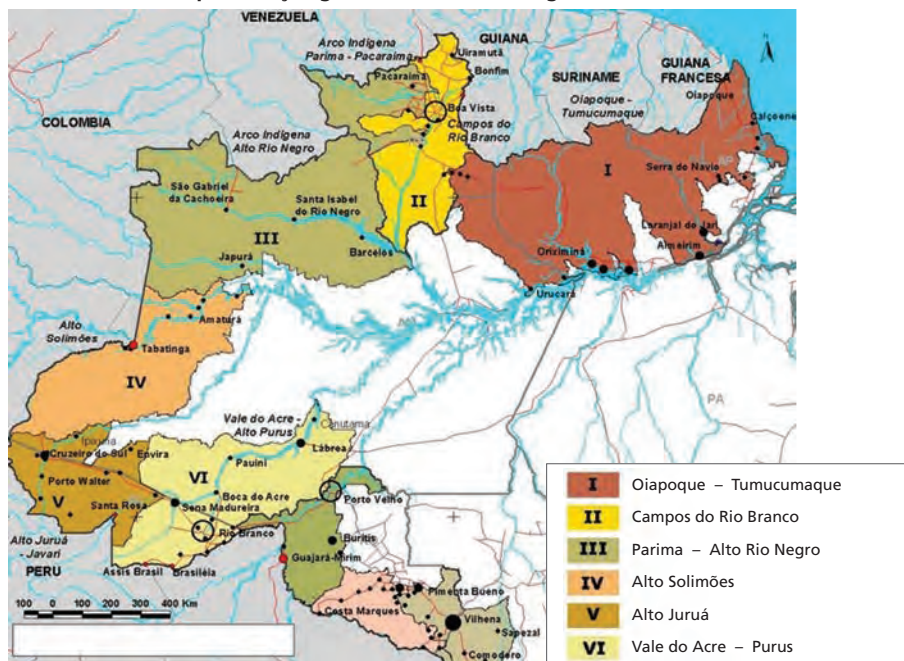 VENEZUELA
Arco Indígena
Parima - Pacaraima
Uiramutã
GUIANA
Pacaraima
Bonfim
SURINAME
GUIANA
FRANCESA
Oiapoque -
Tumucumaque
Oiapoque
COLOMBIA
Boa Vista
Campos do
Rio Branco
Calçoene
Arco Indígena
Alto Rio Negro
I
Serra do Navio
AP
São Gabriel
da Cachoeira
Santa Isabel
do Rio Negro
II
Laranjal do Jari
III
Barcelos
Oriximiná
Almeirim
Japurá
Urucará
Alto
Solimões
Amaturá
Tabatinga
IV
PA
Vale do Acre -
Alto Purus
Canutama
Ipixuna
Cruzeiro do Sul
Envira
Lábrea
Pauini
Porto Walter
VI
V
Santa Rosa
Boca do Acre
Sena Madureira
Porto Velho
Rio Branco
Buritis
Alto Juruá
- Javari
PERU
Guajará-Mirim
Assis Brasil
Brasiléia
Pimenta Bueno
Costa Marques
Vilhena
Sapezal
Comodoro
100 0 100 200 300 400 Km
I Oiapoque – Tumucumaque
II Campos do Rio Branco
III Parima – Alto Rio Negro
IV Alto Solimões
V Alto Juruá
VI Vale do Acre – Purus